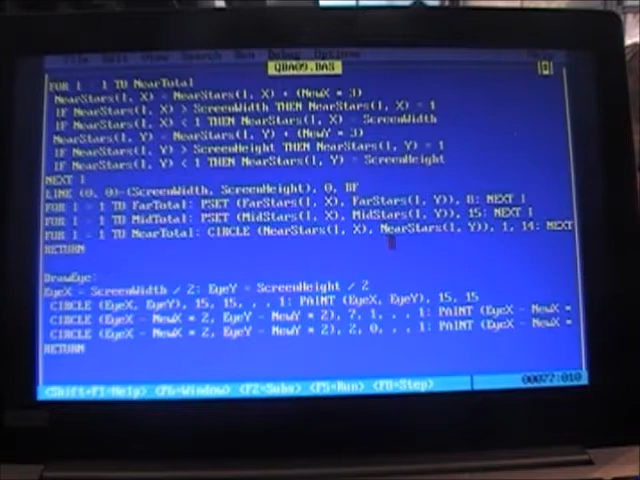 File Edit View Search Run Debug Options Help
QBA09.BAS
FOR I = 1 TO NearTotal
NearStars(I, X) = NearStars(I, X) + (NewX * 3)
IF NearStars(I, X) > ScreenWidth THEN NearStars(I, X) = 1
IF NearStars(I, X) < 1 THEN NearStars(I, X) = ScreenWidth
NearStars(I, Y) = NearStars(I, Y) + (NewY * 3)
IF NearStars(I, Y) > ScreenHeight THEN NearStars(I, Y) = 1
IF NearStars(I, Y) < 1 THEN NearStars(I, Y) = ScreenHeight
NEXT I
LINE (0, 0)-(ScreenWidth, ScreenHeight), 0, BF
FOR I = 1 TO FarTotal: PSET (FarStars(I, X), FarStars(I, Y)), 8: NEXT I
FOR I = 1 TO MidTotal: PSET (MidStars(I, X), MidStars(I, Y)), 15: NEXT I
FOR I = 1 TO NearTotal: CIRCLE (NearStars(I, X), NearStars(I, Y)), 1, 14: NEXT
RETURN
DrawEye:
EyeX = ScreenWidth / 2: EyeY = ScreenHeight / 2
CIRCLE (EyeX, EyeY), 15, 15, , , 1: PAINT (EyeX, EyeY), 15, 15
CIRCLE (EyeX - NewX * 2, EyeY - NewY * 2), 7, 1, , , 1: PAINT (EyeX - NewX *
CIRCLE (EyeX - NewX * 2, EyeY - NewY * 2), 2, 0, , , 1: PAINT (EyeX - NewX *
RETURN
<Shift+F1=Help> <F6=Window> <F2=Subs> <F5=Run> <F8=Step> 00077:010